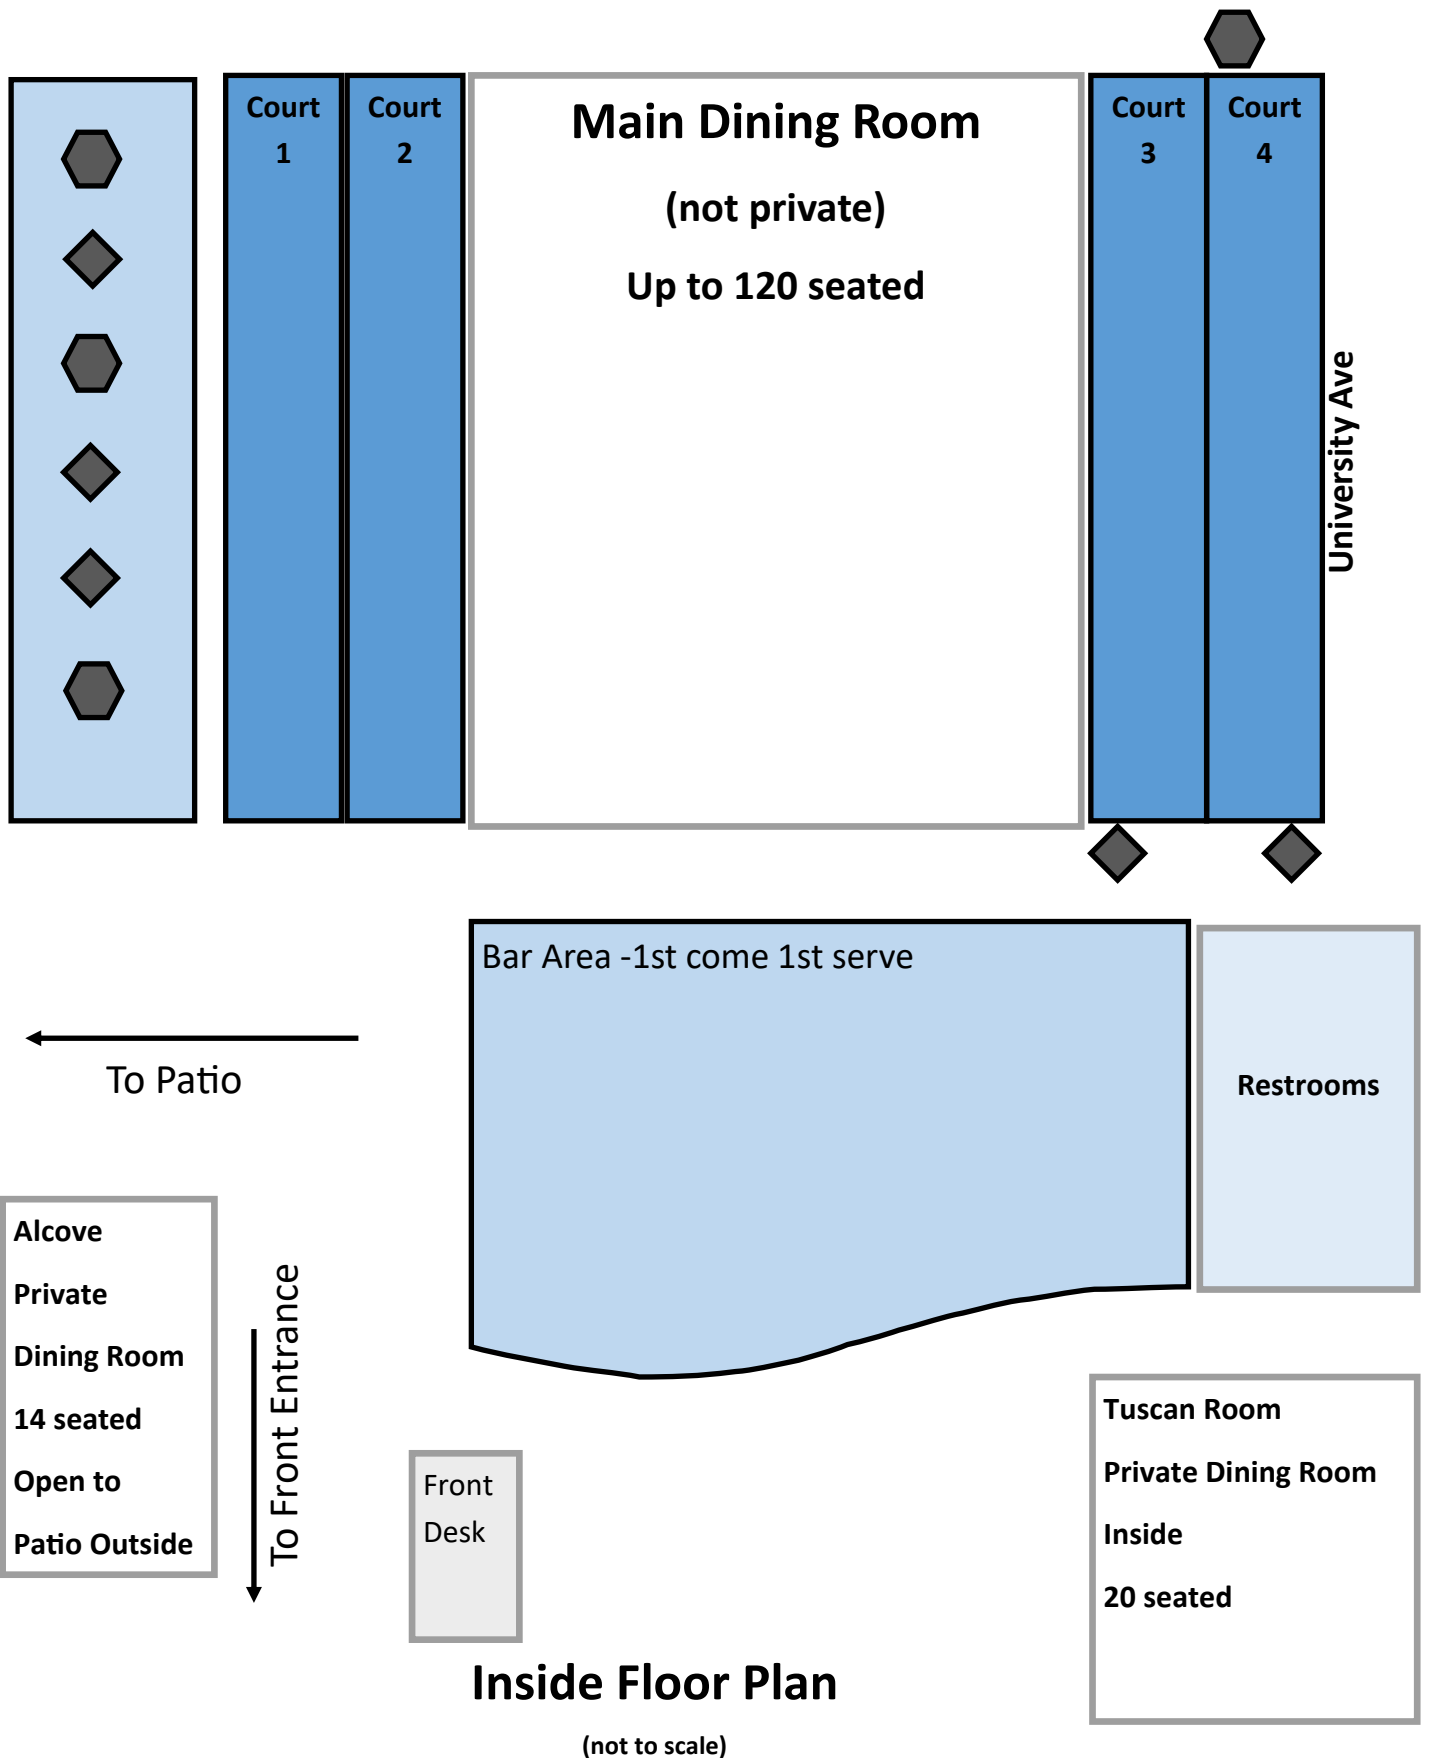 Court
1
Court
2
Main Dining Room
(not private)
Up to 120 seated
Court
3
Court
4
University Ave
Bar Area -1st come 1st serve
Restrooms
To Patio
Alcove
Private
Dining Room
14 seated
Open to
Patio Outside
To Front Entrance
Front
Desk
Tuscan Room
Private Dining Room
Inside
20 seated
Inside Floor Plan
(not to scale)